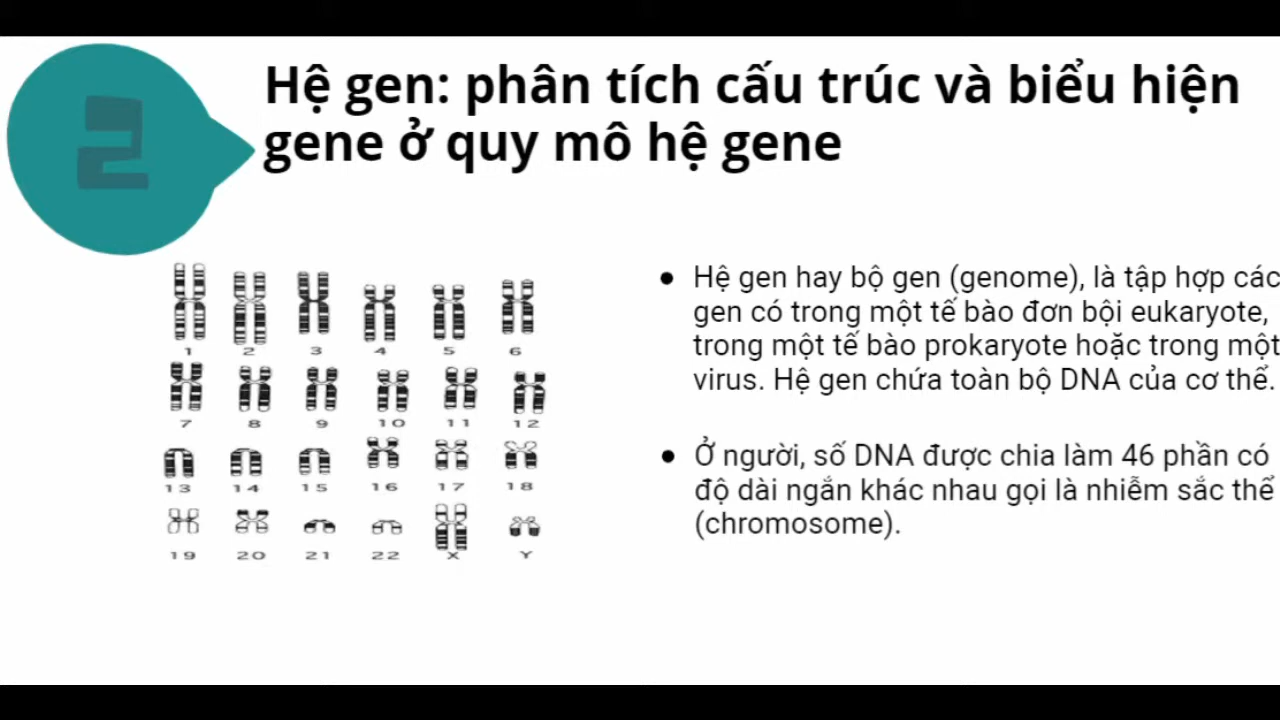 2
Hệ gen: phân tích cấu trúc và biểu hiện
gene ở quy mô hệ gene
1 2 3 4 5 6
7 8 9 10 11 12
13 14 15 16 17 18
19 20 21 22 X Y
● Hệ gen hay bộ gen (genome), là tập hợp các
gen có trong một tế bào đơn bội eukaryote,
trong một tế bào prokaryote hoặc trong một
virus. Hệ gen chứa toàn bộ DNA của cơ thể.
● Ở người, số DNA được chia làm 46 phần có
độ dài ngắn khác nhau gọi là nhiễm sắc thể
(chromosome).